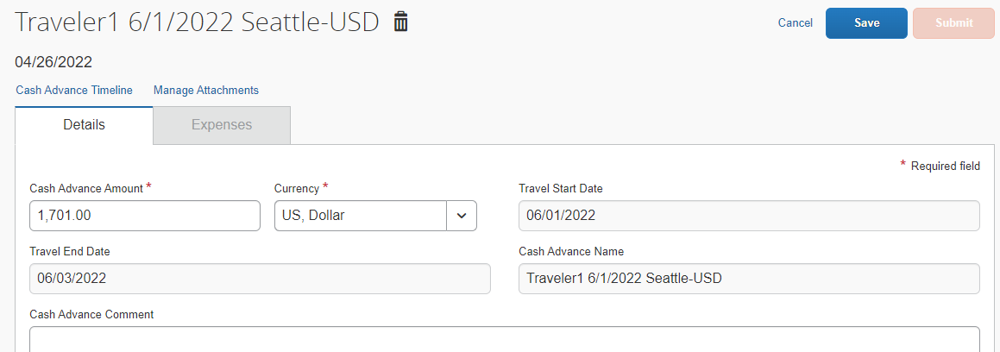 Traveler1 6/1/2022 Seattle-USD
Cancel Save Submit
04/26/2022
Cash Advance Timeline Manage Attachments
Details Expenses
* Required field
Cash Advance Amount * Currency * Travel Start Date
1,701.00 US, Dollar 06/01/2022
Travel End Date Cash Advance Name
06/03/2022 Traveler1 6/1/2022 Seattle-USD
Cash Advance Comment